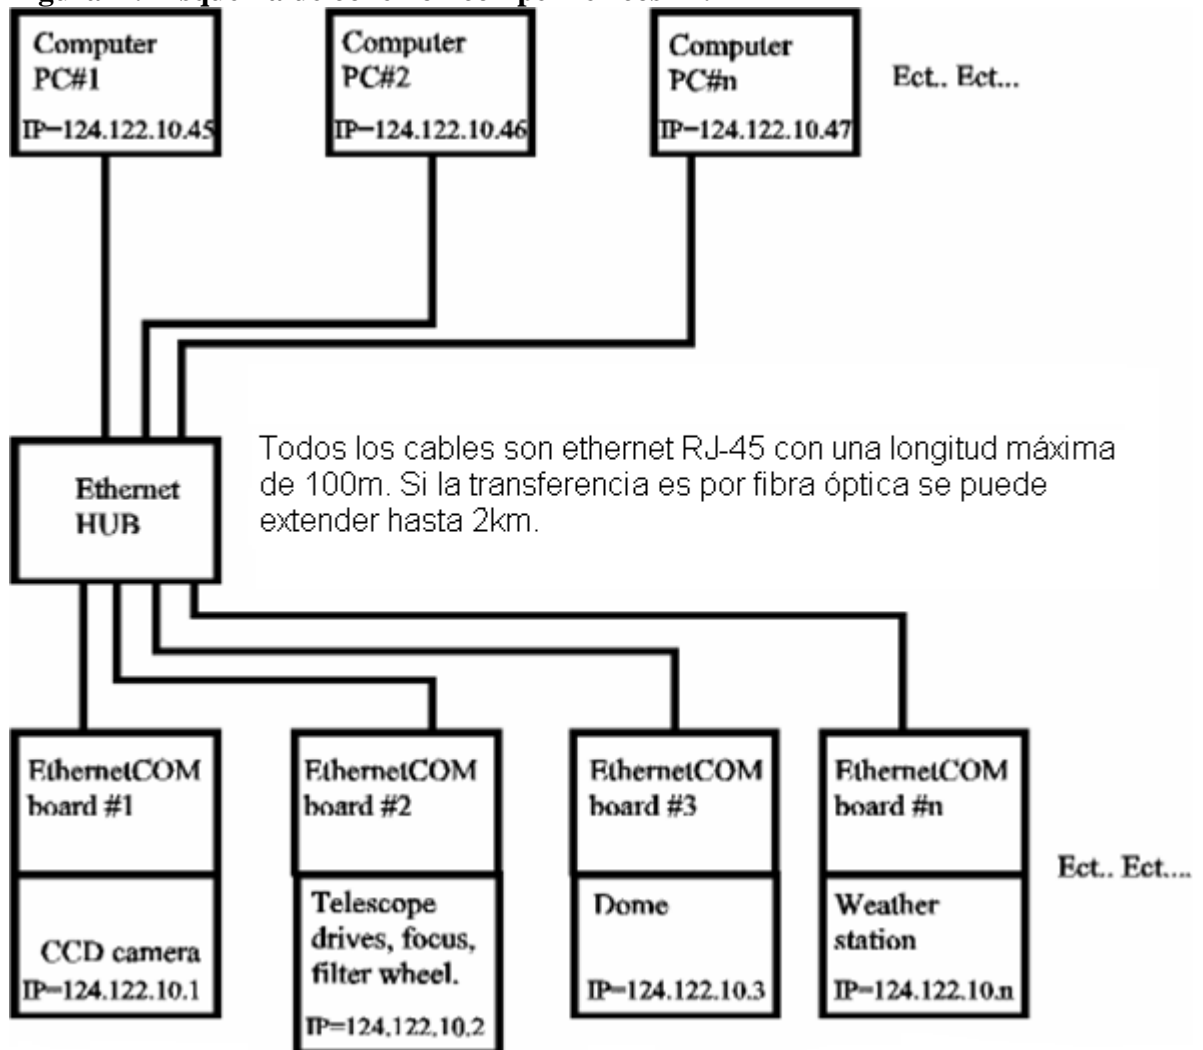 Computer
PC#1
IP=124.122.10.45
Computer
PC#2
IP=124.122.10.46
Computer
PC#n
IP=124.122.10.47
Ect.. Ect...
Todos los cables son ethernet RJ-45 con una longitud máxima
de 100m. Si la transferencia es por fibra óptica se puede
extender hasta 2km.
Ethernet
HUB
EthernetCOM
board #1
CCD camera
IP=124.122.10.1
EthernetCOM
board #2
Telescope
drives, focus,
filter wheel.
IP=124.122.10.2
EthernetCOM
board #3
Dome
IP=124.122.10.3
EthernetCOM
board #n
Weather
station
IP=124.122.10.n
Ect.. Ect....